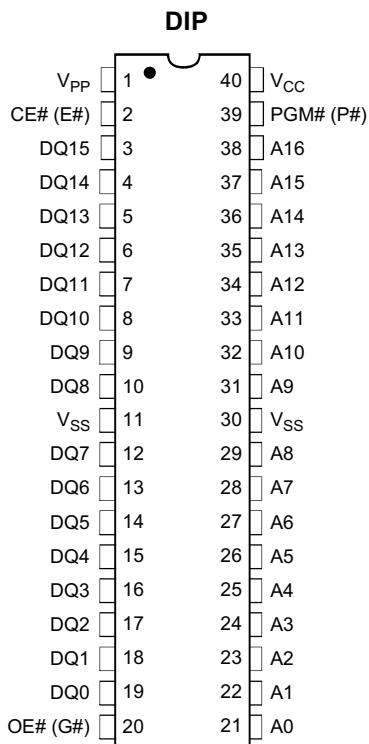 DIP
VPP 1 40 VCC
CE# (E#) 2 39 PGM# (P#)
DQ15 3 38 A16
DQ14 4 37 A15
DQ13 5 36 A14
DQ12 6 35 A13
DQ11 7 34 A12
DQ10 8 33 A11
DQ9 9 32 A10
DQ8 10 31 A9
VSS 11 30 VSS
DQ7 12 29 A8
DQ6 13 28 A7
DQ5 14 27 A6
DQ4 15 26 A5
DQ3 16 25 A4
DQ2 17 24 A3
DQ1 18 23 A2
DQ0 19 22 A1
OE# (G#) 20 21 A0